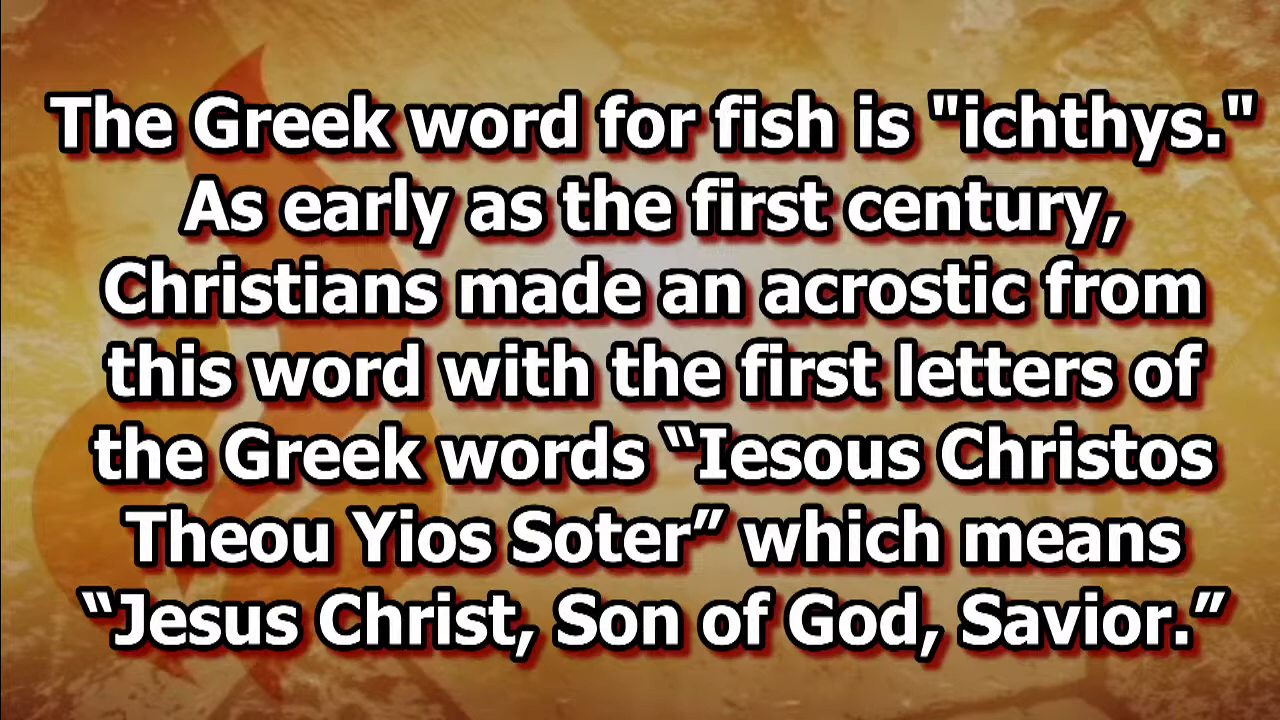 The Greek word for fish is "ichthys."
As early as the first century,
Christians made an acrostic from
this word with the first letters of
the Greek words “Iesous Christos
Theou Yios Soter” which means
“Jesus Christ, Son of God, Savior.”